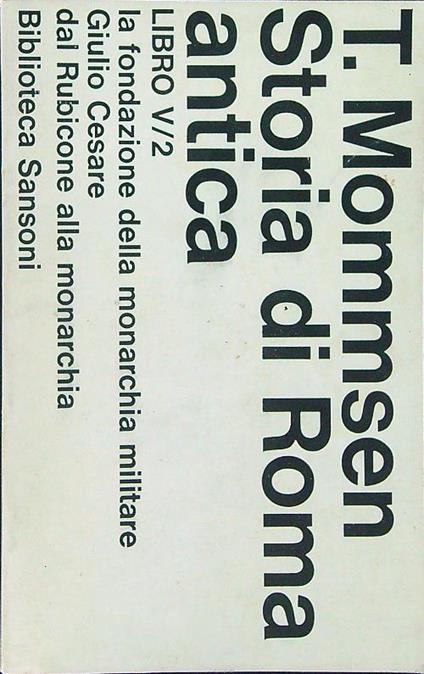 T. Mommsen
Storia di Roma
antica
LIBRO V/2
la fondazione della monarchia militare
Giulio Cesare
dal Rubicone alla monarchia
Biblioteca Sansoni